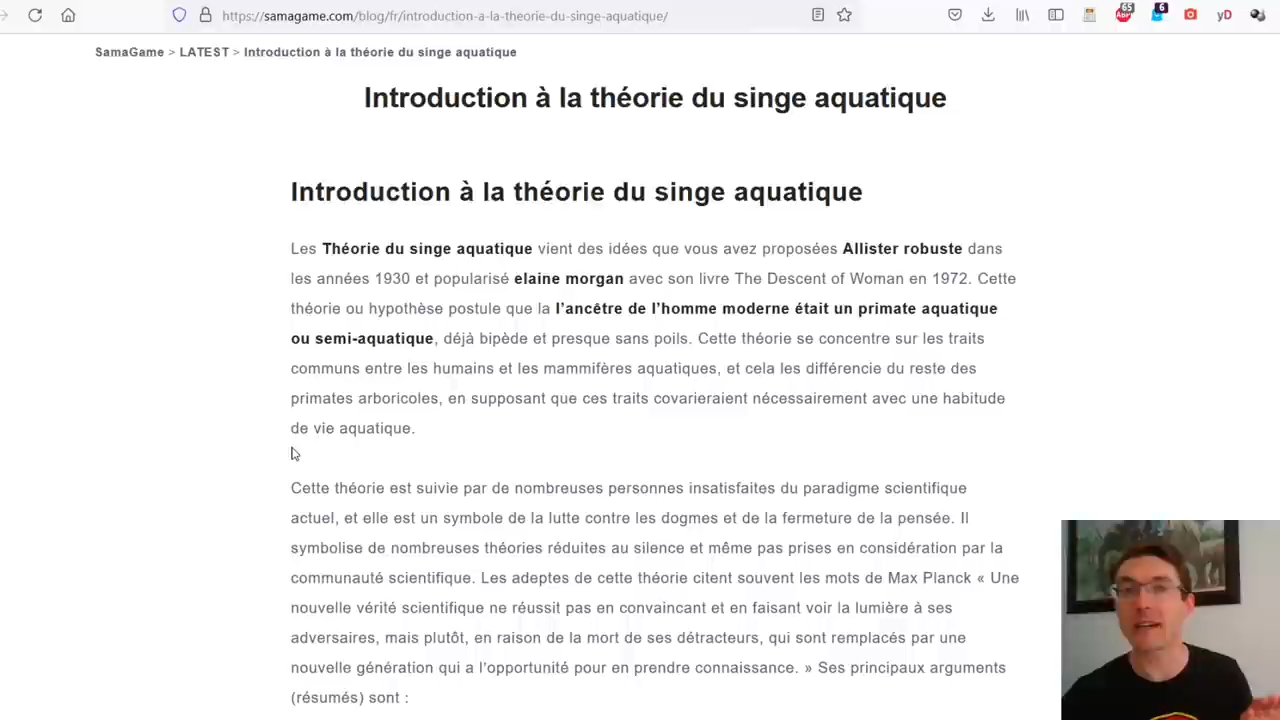 https://samagame.com/blog/fr/introduction-a-la-theorie-du-singe-aquatique/
65
ABP
6
yD
SamaGame > LATEST > Introduction à la théorie du singe aquatique
Introduction à la théorie du singe aquatique
Introduction à la théorie du singe aquatique
Les Théorie du singe aquatique vient des idées que vous avez proposées Allister robuste dans
les années 1930 et popularisé elaine morgan avec son livre The Descent of Woman en 1972. Cette
théorie ou hypothèse postule que la l’ancêtre de l’homme moderne était un primate aquatique
ou semi-aquatique, déjà bipède et presque sans poils. Cette théorie se concentre sur les traits
communs entre les humains et les mammifères aquatiques, et cela les différencie du reste des
primates arboricoles, en supposant que ces traits covarieraient nécessairement avec une habitude
de vie aquatique.
Cette théorie est suivie par de nombreuses personnes insatisfaites du paradigme scientifique
actuel, et elle est un symbole de la lutte contre les dogmes et de la fermeture de la pensée. Il
symbolise de nombreuses théories réduites au silence et même pas prises en considération par la
communauté scientifique. Les adeptes de cette théorie citent souvent les mots de Max Planck « Une
nouvelle vérité scientifique ne réussit pas en convaincant et en faisant voir la lumière à ses
adversaires, mais plutôt, en raison de la mort de ses détracteurs, qui sont remplacés par une
nouvelle génération qui a l’opportunité pour en prendre connaissance. » Ses principaux arguments
(résumés) sont :